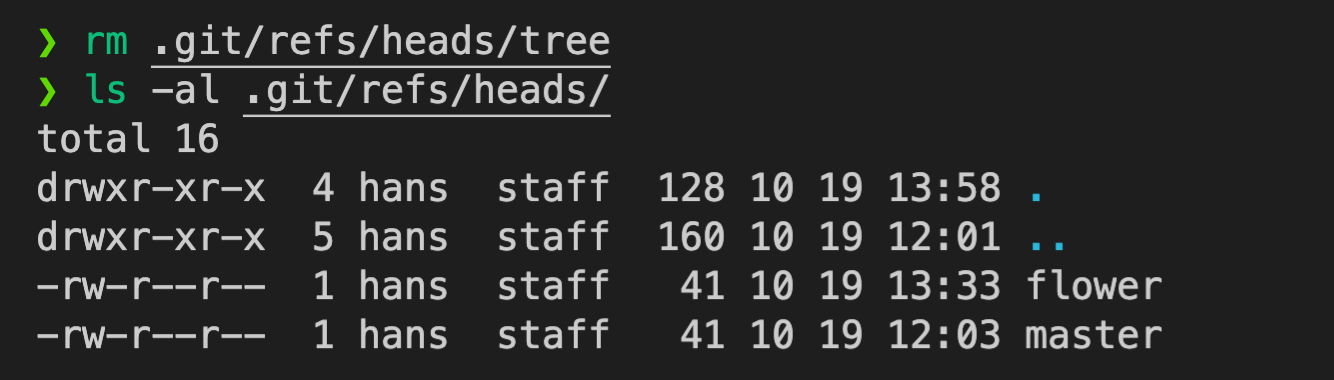 ❯ rm .git/refs/heads/tree
❯ ls -al .git/refs/heads/
total 16
drwxr-xr-x  4 hans  staff  128 10 19 13:58 .
drwxr-xr-x  5 hans  staff  160 10 19 12:01 ..
-rw-r--r--  1 hans  staff   41 10 19 13:33 flower
-rw-r--r--  1 hans  staff   41 10 19 12:03 master